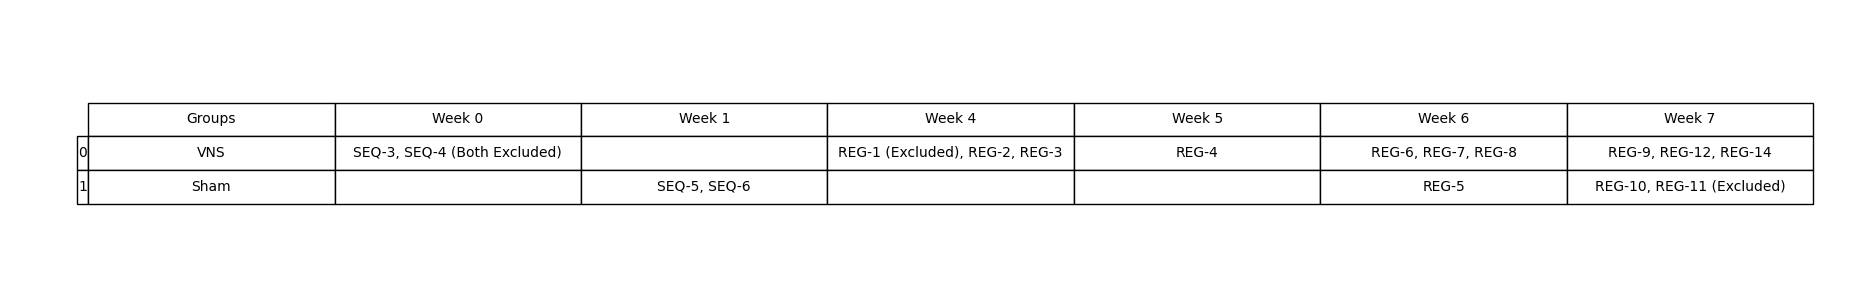 Groups Week 0 Week 1 Week 4 Week 5 Week 6 Week 7
0 VNS SEQ-3, SEQ-4 (Both Excluded) REG-1 (Excluded), REG-2, REG-3 REG-4 REG-6, REG-7, REG-8 REG-9, REG-12, REG-14
1 Sham SEQ-5, SEQ-6 REG-5 REG-10, REG-11 (Excluded)